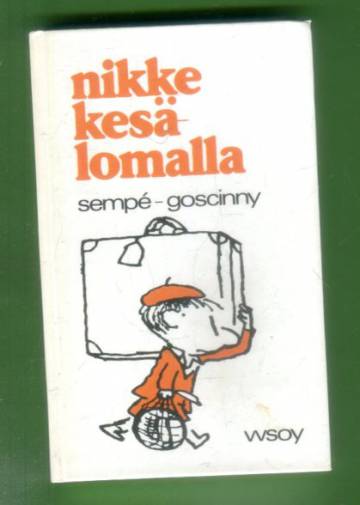 nikke
kesä-
lomalla
sempé-goscinny
wsoy